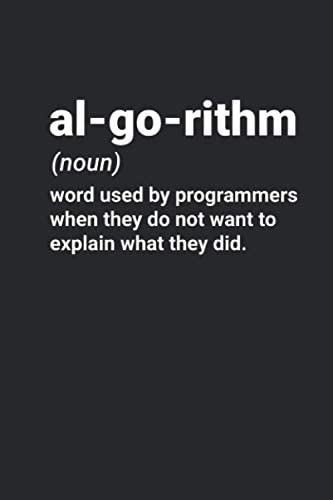 al-go-rithm
(noun)
word used by programmers
when they do not want to
explain what they did.